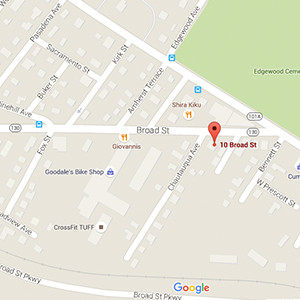 Pasadena Ave
Edgewood Ave
Sacramento St
Kirk St
Edgewood Ceme
Baker St
Amherst Terrace
Shira Kiku
101A
130
Broad St
130
Fox St
Giovannis
10 Broad St
Goodale's Bike Shop
Chautauqua Ave
Bennett St
Cum
W Prescott St
CrossFit TUFF
Broad St Pkwy
Google
Broad St Pkwy